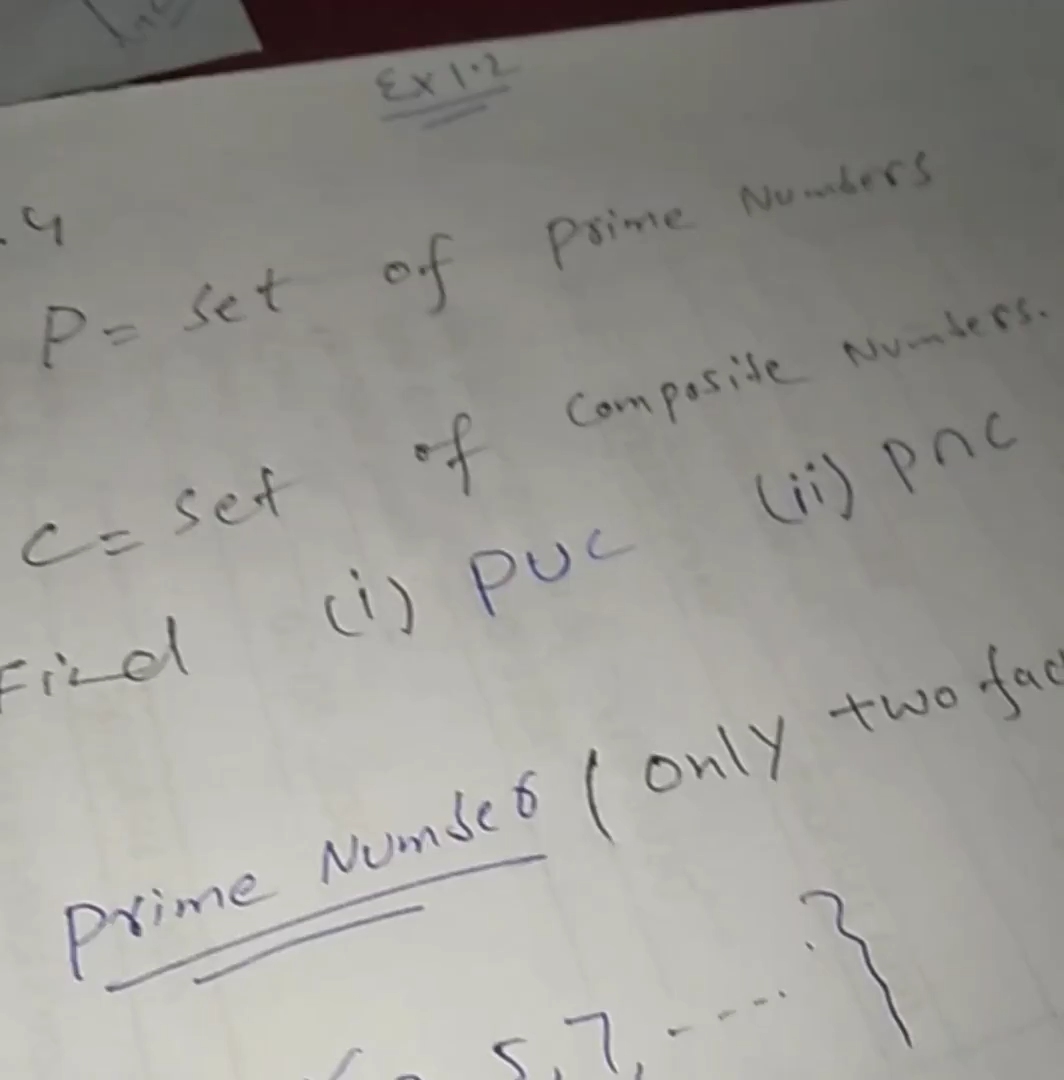 Ex 1.2
.4
P = set of Prime Numbers
C = set of Composite Numbers.
Find (i) P∪C (ii) P∩C
Prime Number ( only two
5, 7, ..... }